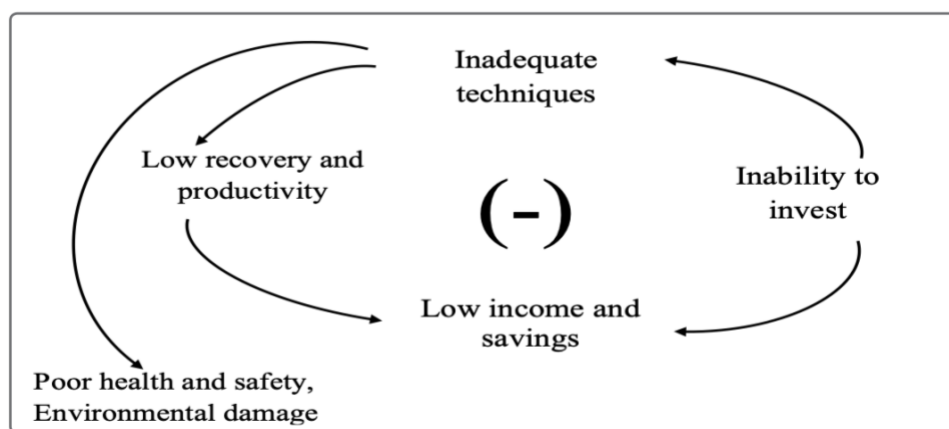 Inadequate
techniques
Low recovery and
productivity
Inability to
invest
(-)
Low income and
savings
Poor health and safety,
Environmental damage